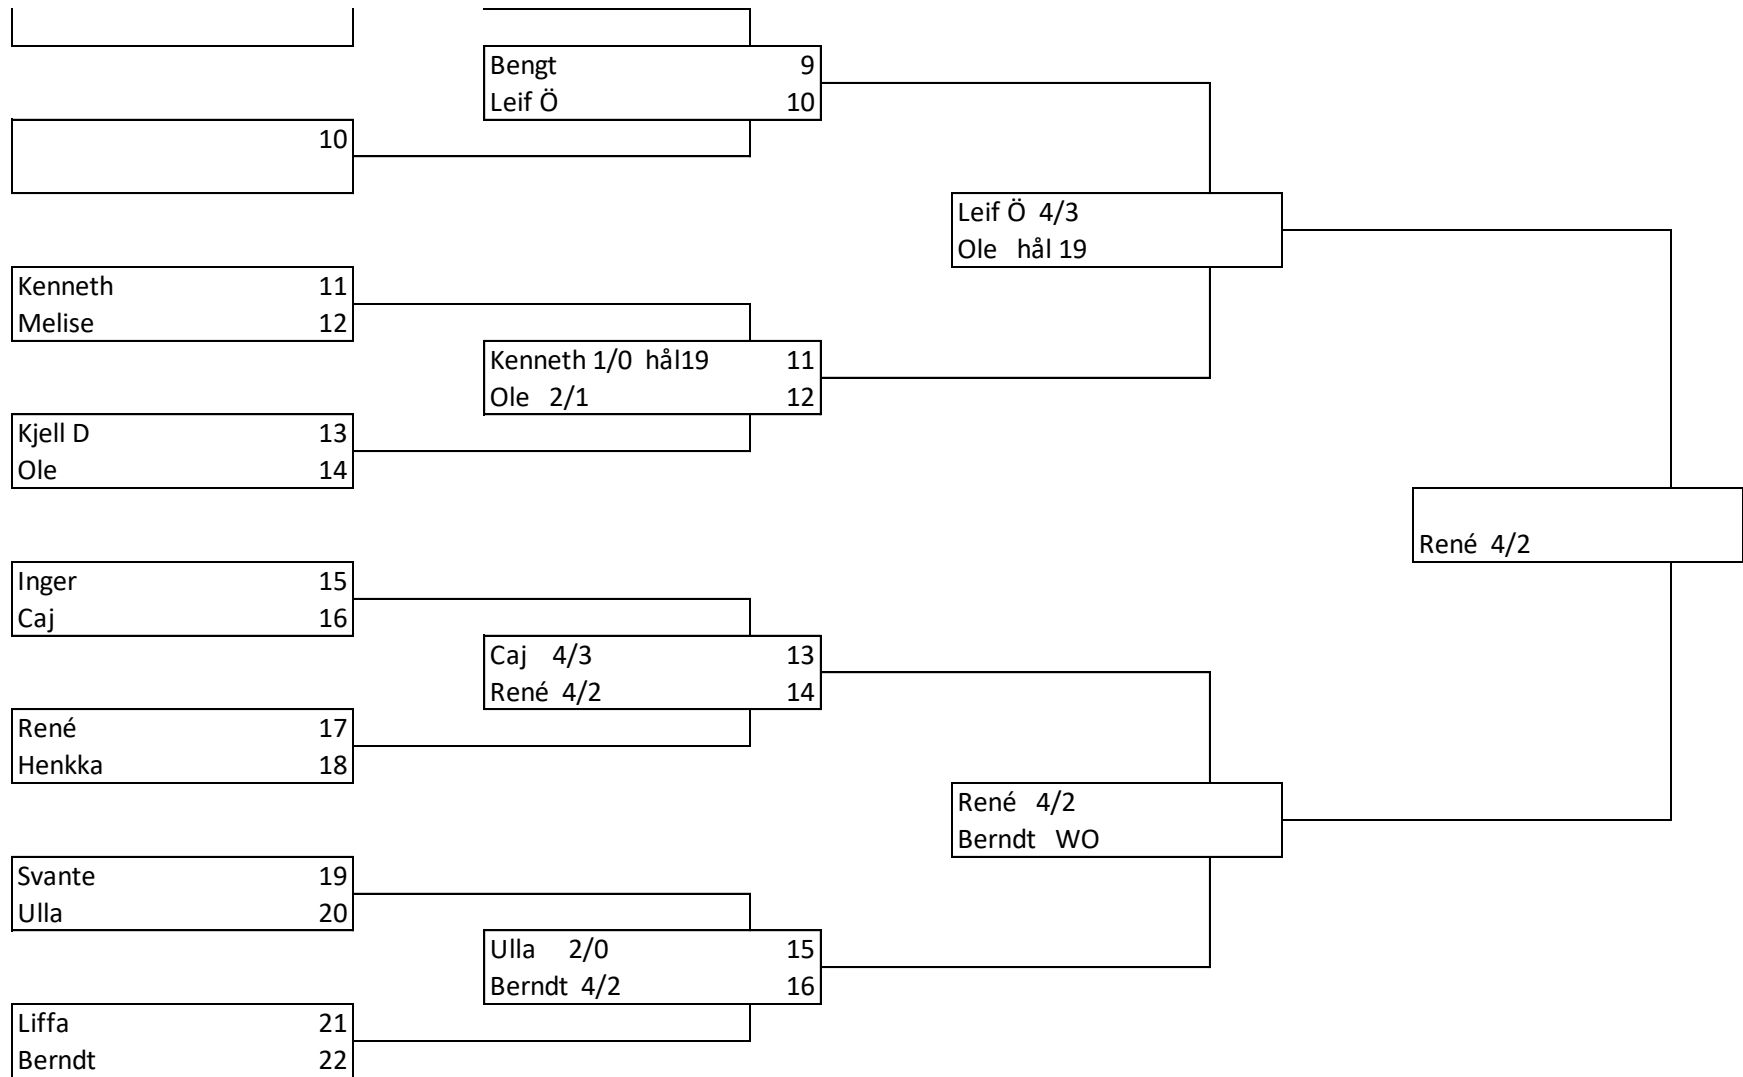 Bengt 9
Leif Ö 10
10
Leif Ö 4/3
Ole hål 19
Kenneth 11
Melise 12
Kenneth 1/0 hål19 11
Ole 2/1 12
Kjell D 13
Ole 14
René 4/2
Inger 15
Caj 16
Caj 4/3 13
René 4/2 14
René 17
Henkka 18
René 4/2
Berndt WO
Svante 19
Ulla 20
Ulla 2/0 15
Berndt 4/2 16
Liffa 21
Berndt 22